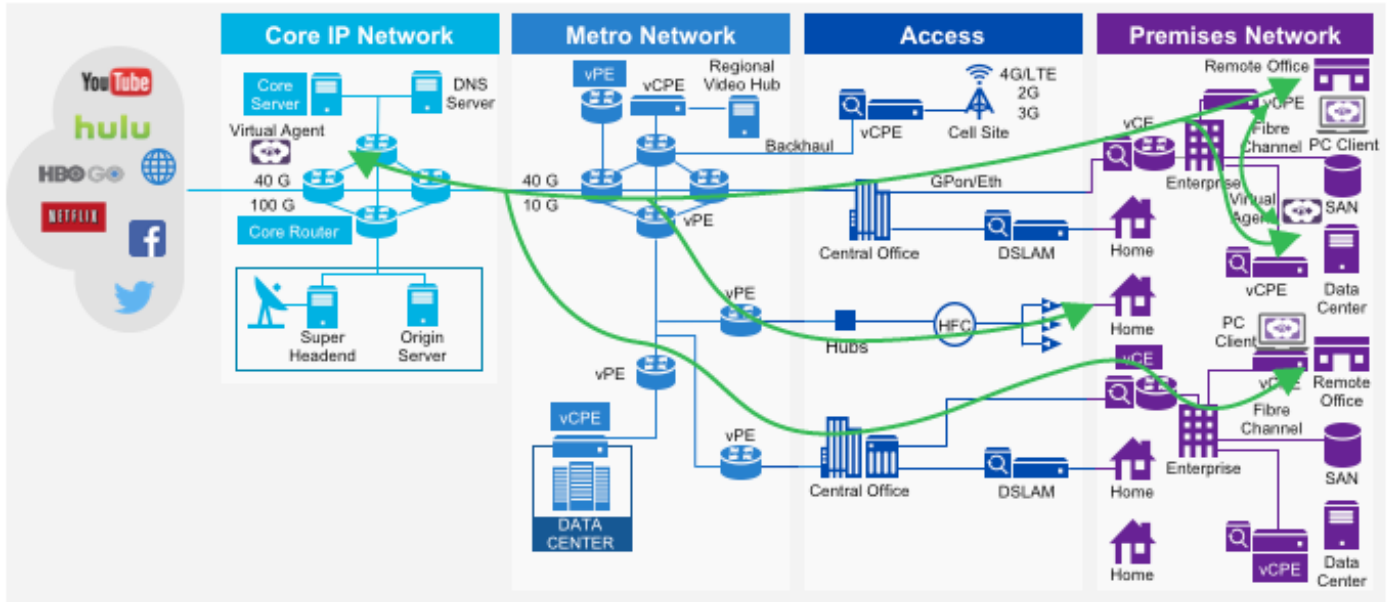 Core IP Network
Metro Network
Access
Premises Network
YouTube
hulu
HBO GO
NETFLIX
Core
Server
DNS
Server
Virtual Agent
40 G
100 G
Core Router
Super
Headend
Origin
Server
vPE
vCPE
Regional
Video Hub
40 G
10 G
vPE
Backhaul
vPE
vPE
vCPE
vPE
DATA
CENTER
vCPE
Cell Site
4G/LTE
2G
3G
GPon/Eth
Central Office
DSLAM
Hubs
HFC
Central Office
DSLAM
Remote Office
vCPE
vCE
Fibre
Channel
PC Client
Enterprise
Virtual
Agent
SAN
Home
vCPE
Data
Center
Home
PC
Client
vCE
vCPE
Remote
Office
Fibre
Channel
Enterprise
SAN
Home
Home
vCPE
Data
Center